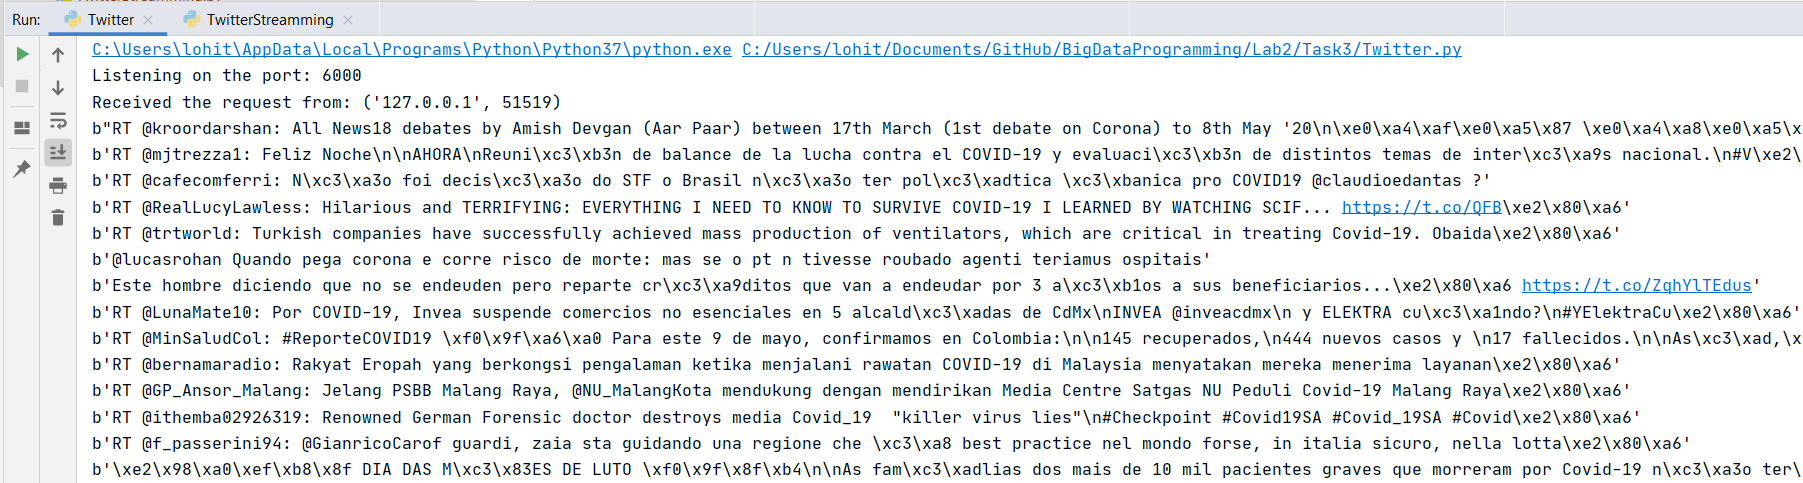 Run: Twitter × TwitterStreamming ×
C:\Users\lohit\AppData\Local\Programs\Python\Python37\python.exe C:/Users/lohit/Documents/GitHub/BigDataProgramming/Lab2/Task3/Twitter.py
Listening on the port: 6000
Received the request from: ('127.0.0.1', 51519)
b"RT @kroordarshan: All News18 debates by Amish Devgan (Aar Paar) between 17th March (1st debate on Corona) to 8th May '20\n\xe0\xa4\xaf\xe0\xa5\x87 \xe0\xa4\xa8\xe0\xa5\x
b'RT @mjtrezza1: Feliz Noche\n\nAHORA\nReuni\xc3\xb3n de balance de la lucha contra el COVID-19 y evaluaci\xc3\xb3n de distintos temas de inter\xc3\xa9s nacional.\n#V\xe2\
b'RT @cafecomferri: N\xc3\xa3o foi decis\xc3\xa3o do STF o Brasil n\xc3\xa3o ter pol\xc3\xadtica \xc3\xbanica pro COVID19 @claudioedantas ?'
b'RT @RealLucyLawless: Hilarious and TERRIFYING: EVERYTHING I NEED TO KNOW TO SURVIVE COVID-19 I LEARNED BY WATCHING SCIF... https://t.co/QFB\xe2\x80\xa6'
b'RT @trtworld: Turkish companies have successfully achieved mass production of ventilators, which are critical in treating Covid-19. Obaida\xe2\x80\xa6'
b'@lucasrohan Quando pega corona e corre risco de morte: mas se o pt n tivesse roubado agenti teriamus ospitais'
b'Este hombre diciendo que no se endeuden pero reparte cr\xc3\xa9ditos que van a endeudar por 3 a\xc3\xb1os a sus beneficiarios...\xe2\x80\xa6 https://t.co/ZqhYlTEdus'
b'RT @LunaMate10: Por COVID-19, Invea suspende comercios no esenciales en 5 alcald\xc3\xadas de CdMx\nINVEA @inveacdmx\n y ELEKTRA cu\xc3\xa1ndo?\n#YElektraCu\xe2\x80\xa6'
b'RT @MinSaludCol: #ReporteCOVID19 \xf0\x9f\xa6\xa0 Para este 9 de mayo, confirmamos en Colombia:\n\n145 recuperados,\n444 nuevos casos y \n17 fallecidos.\n\nAs\xc3\xad,\x
b'RT @bernamaradio: Rakyat Eropah yang berkongsi pengalaman ketika menjalani rawatan COVID-19 di Malaysia menyatakan mereka menerima layanan\xe2\x80\xa6'
b'RT @GP_Ansor_Malang: Jelang PSBB Malang Raya, @NU_MalangKota mendukung dengan mendirikan Media Centre Satgas NU Peduli Covid-19 Malang Raya\xe2\x80\xa6'
b'RT @ithemba02926319: Renowned German Forensic doctor destroys media Covid_19  "killer virus lies"\n#Checkpoint #Covid19SA #Covid_19SA #Covid\xe2\x80\xa6'
b'RT @f_passerini94: @GianricoCarof guardi, zaia sta guidando una regione che \xc3\xa8 best practice nel mondo forse, in italia sicuro, nella lotta\xe2\x80\xa6'
b'\xe2\x98\xa0\xef\xb8\x8f DIA DAS M\xc3\x83ES DE LUTO \xf0\x9f\x8f\xb4\n\nAs fam\xc3\xadlias dos mais de 10 mil pacientes graves que morreram por Covid-19 n\xc3\xa3o ter\